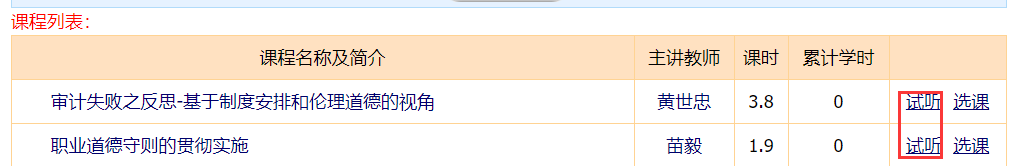 课程列表：
课程名称及简介 主讲教师 课时 累计学时
审计失败之反思-基于制度安排和伦理道德的视角 黄世忠 3.8 0 试听 选课
职业道德守则的贯彻实施 苗毅 1.9 0 试听 选课